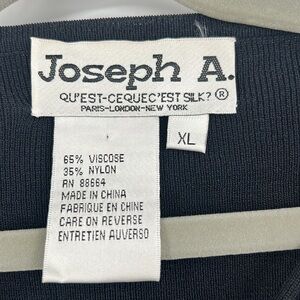 Joseph A.
QU'EST-CEQUEC'EST SILK? ®
PARIS-LONDON-NEW YORK
XL
65% VISCOSE
35% NYLON
RN 88664
MADE IN CHINA
FABRIQUE EN CHINE
CARE ON REVERSE
ENTRETIEN AUVERSO